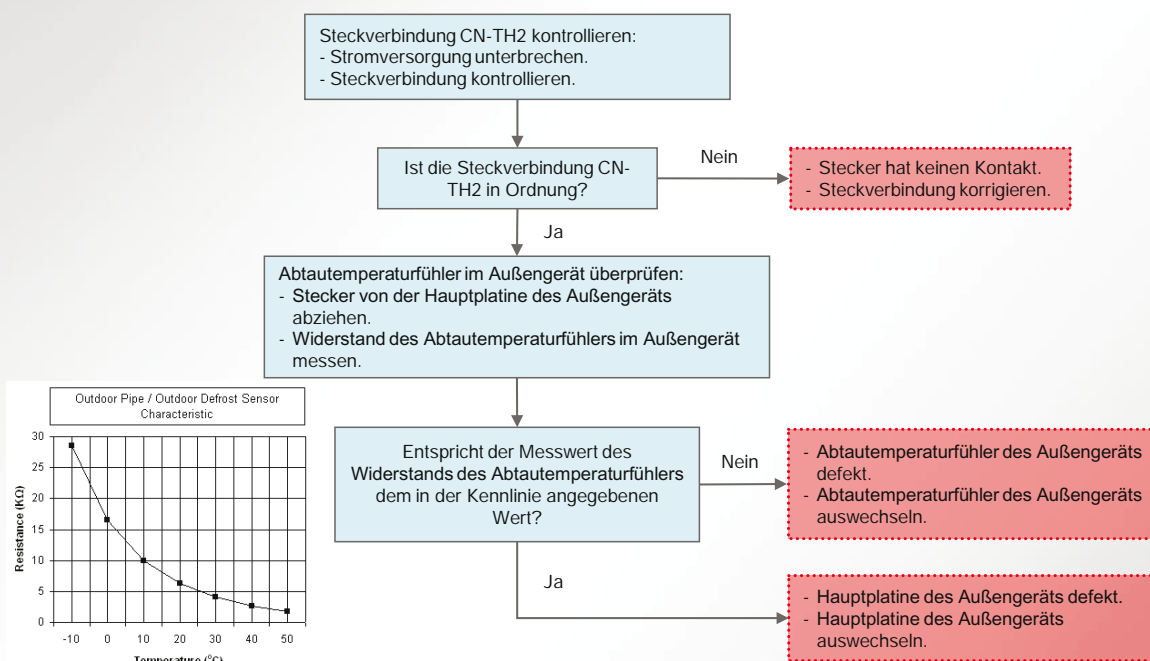 Steckverbindung CN-TH2 kontrollieren:
- Stromversorgung unterbrechen.
- Steckverbindung kontrollieren.
Ist die Steckverbindung CN-
TH2 in Ordnung?
Nein
- Stecker hat keinen Kontakt.
- Steckverbindung korrigieren.
Ja
Abtautemperaturfühler im Außengerät überprüfen:
- Stecker von der Hauptplatine des Außengeräts
abziehen.
- Widerstand des Abtautemperaturfühlers im Außengerät
messen.
Outdoor Pipe / Outdoor Defrost Sensor
Characteristic
Resistance (KΩ)
30
25
20
15
10
5
0
-10 0 10 20 30 40 50
Temperature (°C)
Entspricht der Messwert des
Widerstands des Abtautemperaturfühlers
dem in der Kennlinie angegebenen
Wert?
Nein
- Abtautemperaturfühler des Außengeräts
defekt.
- Abtautemperaturfühler des Außengeräts
auswechseln.
Ja
- Hauptplatine des Außengeräts defekt.
- Hauptplatine des Außengeräts
auswechseln.